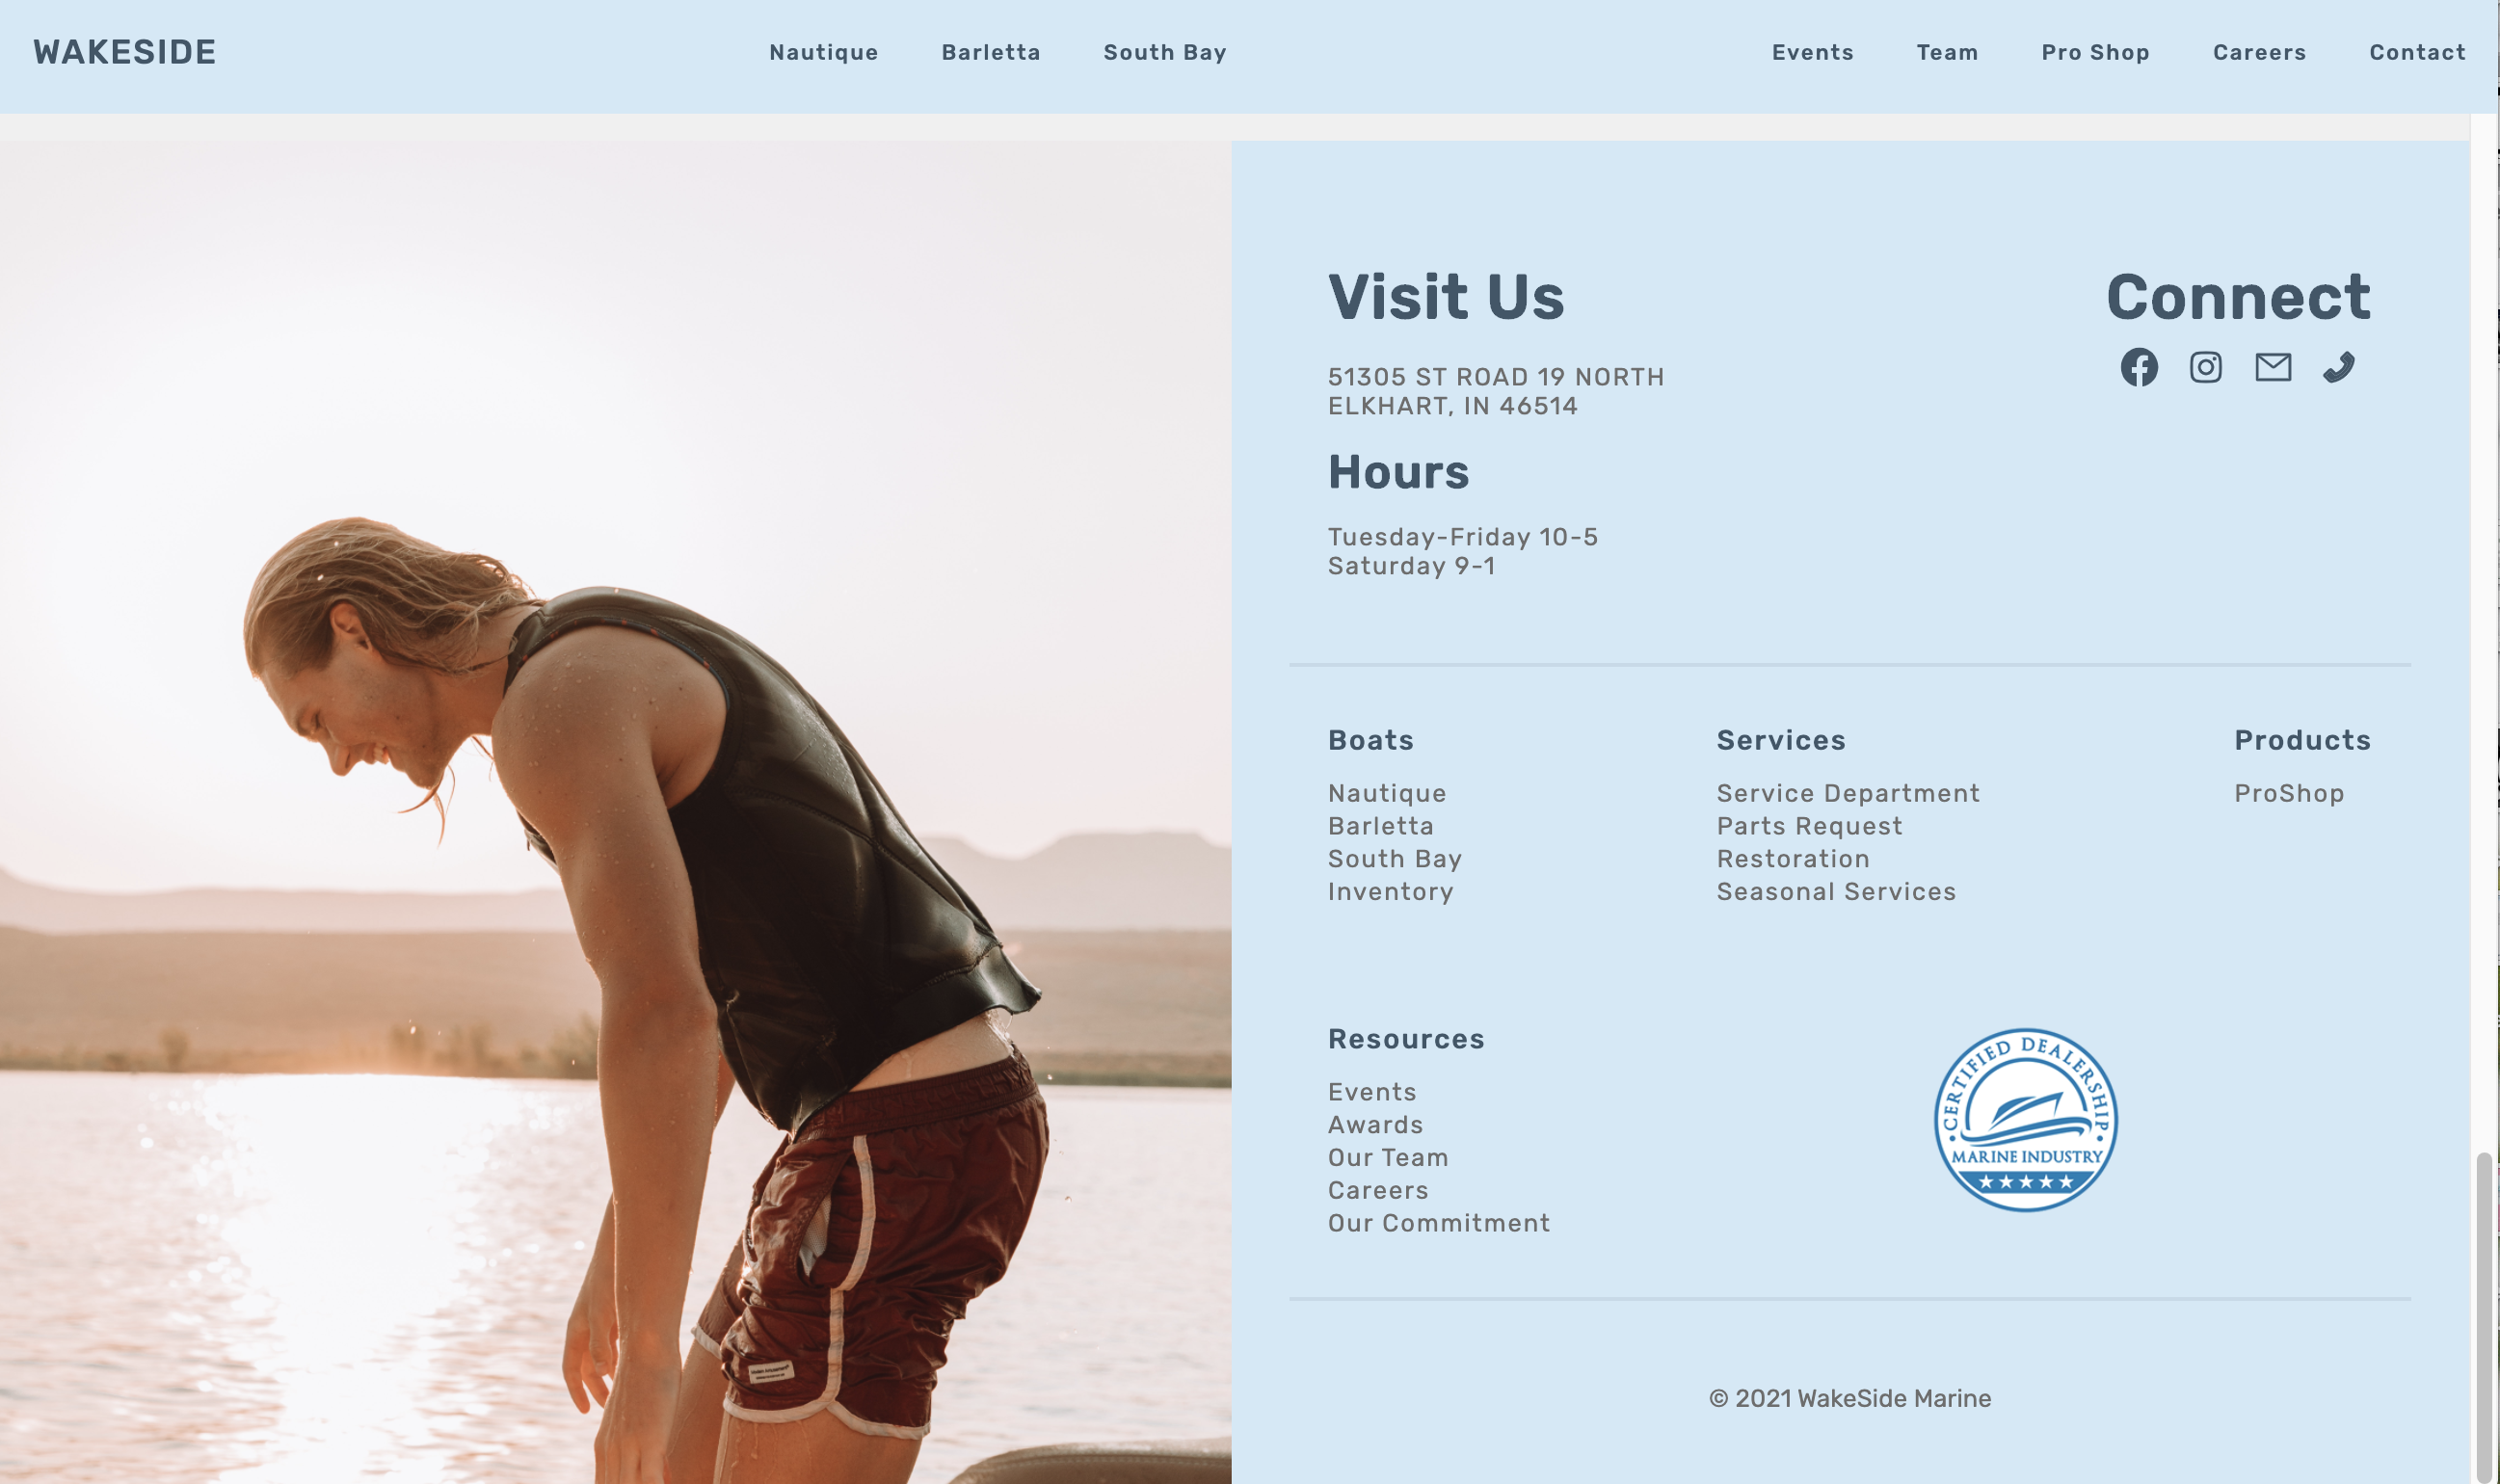 WAKESIDE
Nautique Barletta South Bay
Events Team Pro Shop Careers Contact
Visit Us
51305 ST ROAD 19 NORTH
ELKHART, IN 46514
Hours
Tuesday-Friday 10-5
Saturday 9-1
Connect
Boats
Nautique
Barletta
South Bay
Inventory
Services
Service Department
Parts Request
Restoration
Seasonal Services
Products
ProShop
Resources
Events
Awards
Our Team
Careers
Our Commitment
CERTIFIED DEALERSHIP
MARINE INDUSTRY
© 2021 WakeSide Marine